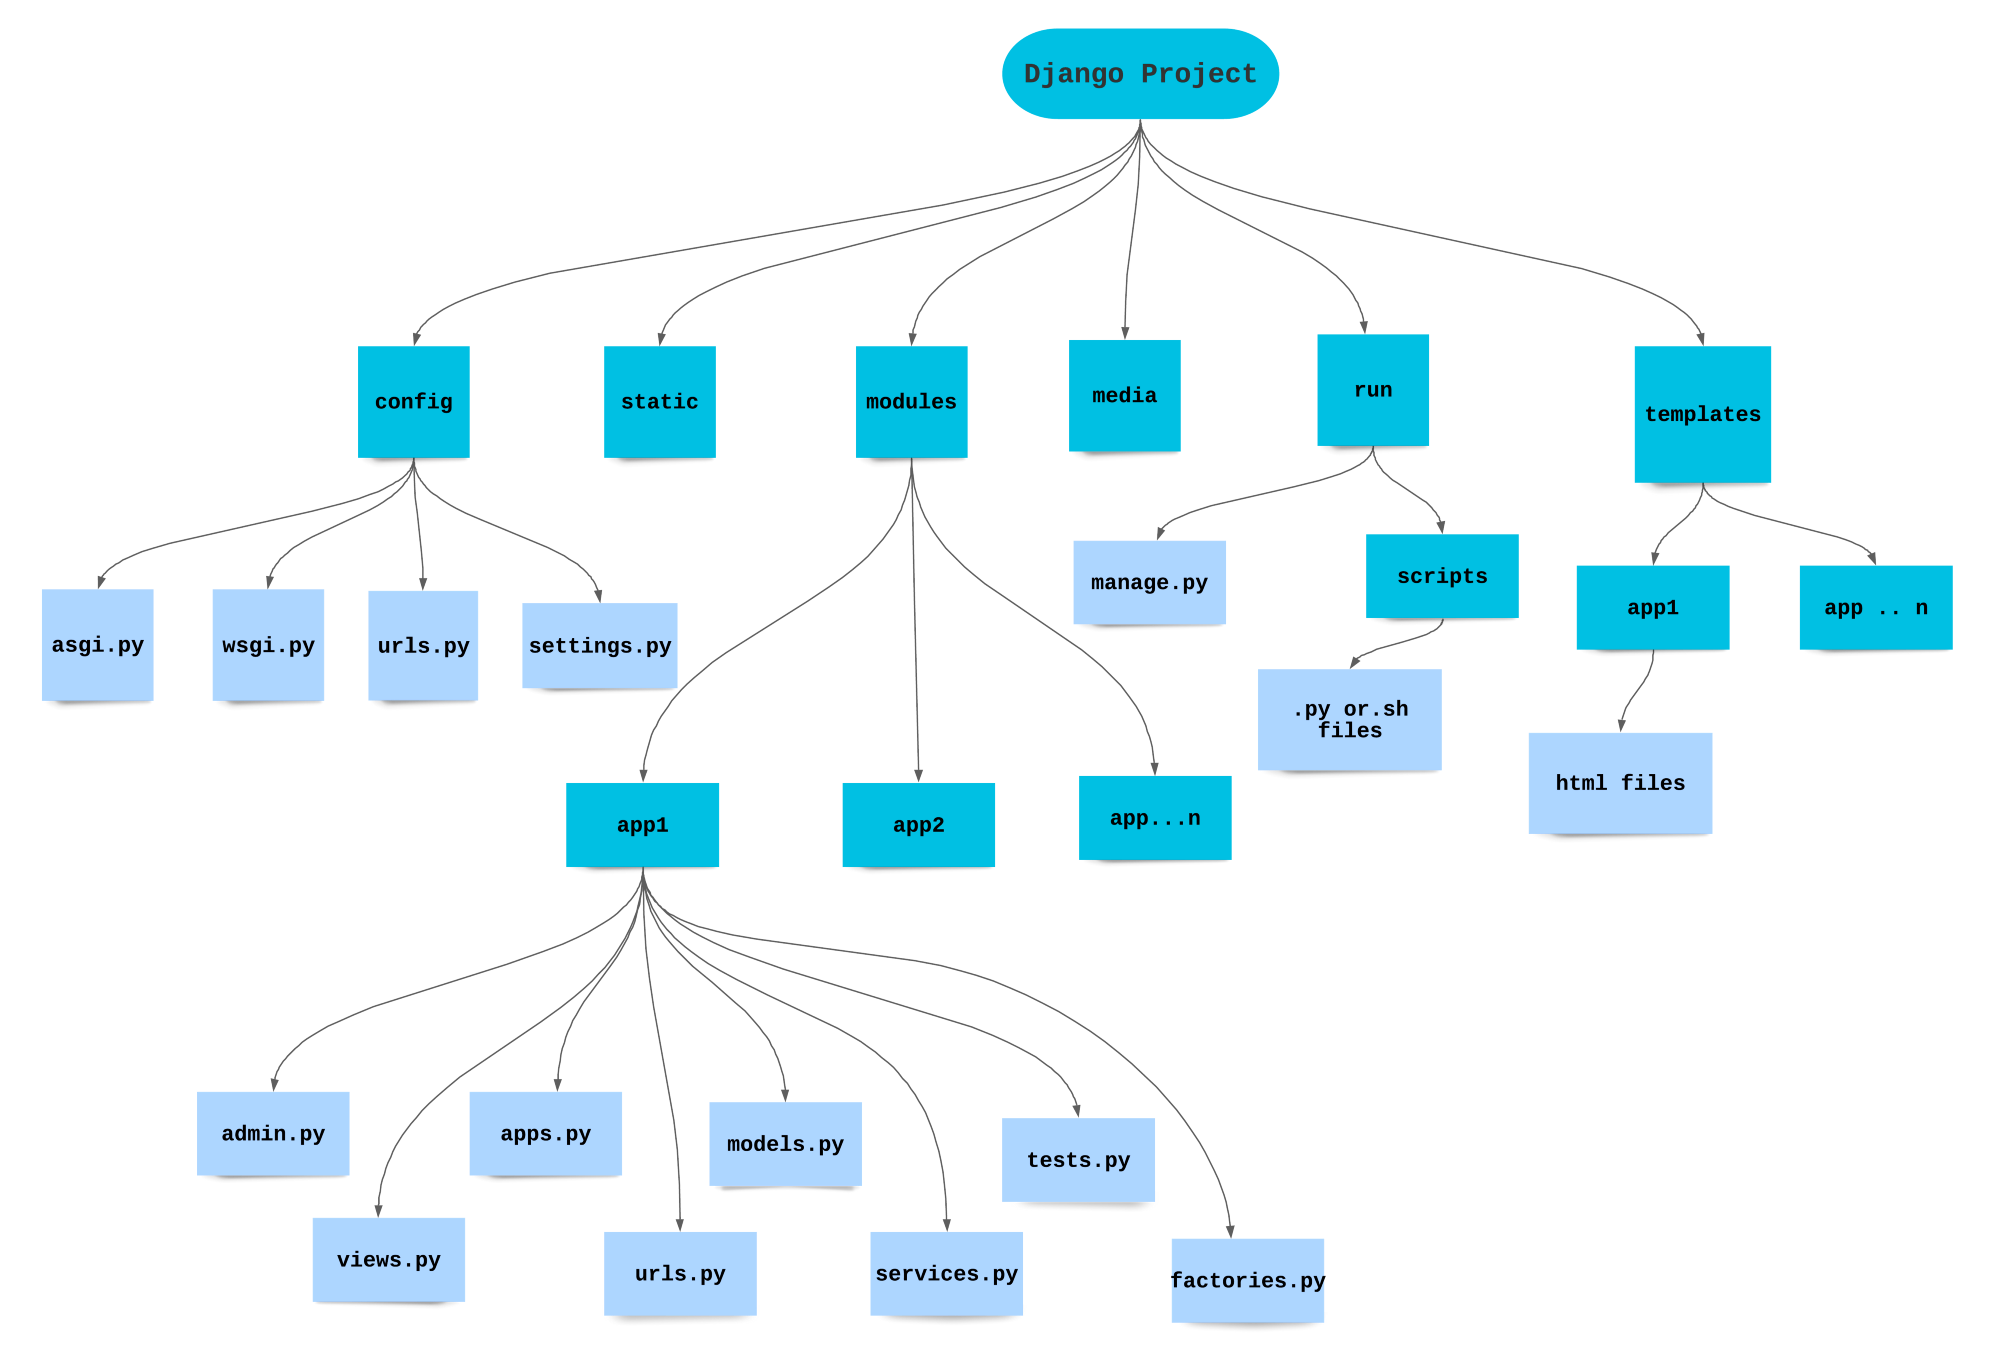 Django Project
config
static
modules
media
run
templates
asgi.py
wsgi.py
urls.py
settings.py
manage.py
scripts
app1
app .. n
.py or.sh
files
html files
app1
app2
app...n
admin.py
apps.py
models.py
tests.py
views.py
urls.py
services.py
factories.py